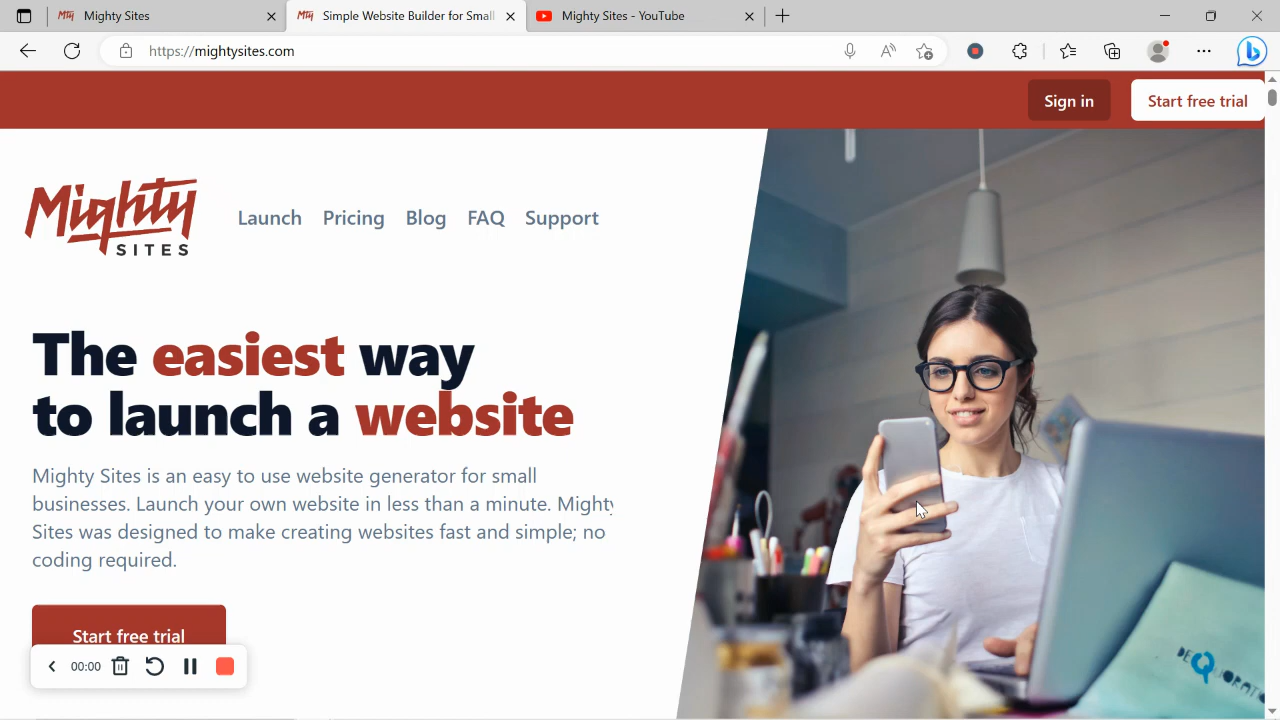 Mighty Sites
Simple Website Builder for Small
Mighty Sites - YouTube
https://mightysites.com
Sign in
Start free trial
Mighty
SITES
Launch
Pricing
Blog
FAQ
Support
The easiest way
to launch a website
Mighty Sites is an easy to use website generator for small
businesses. Launch your own website in less than a minute. Mighty
Sites was designed to make creating websites fast and simple; no
coding required.
Start free trial
00:00